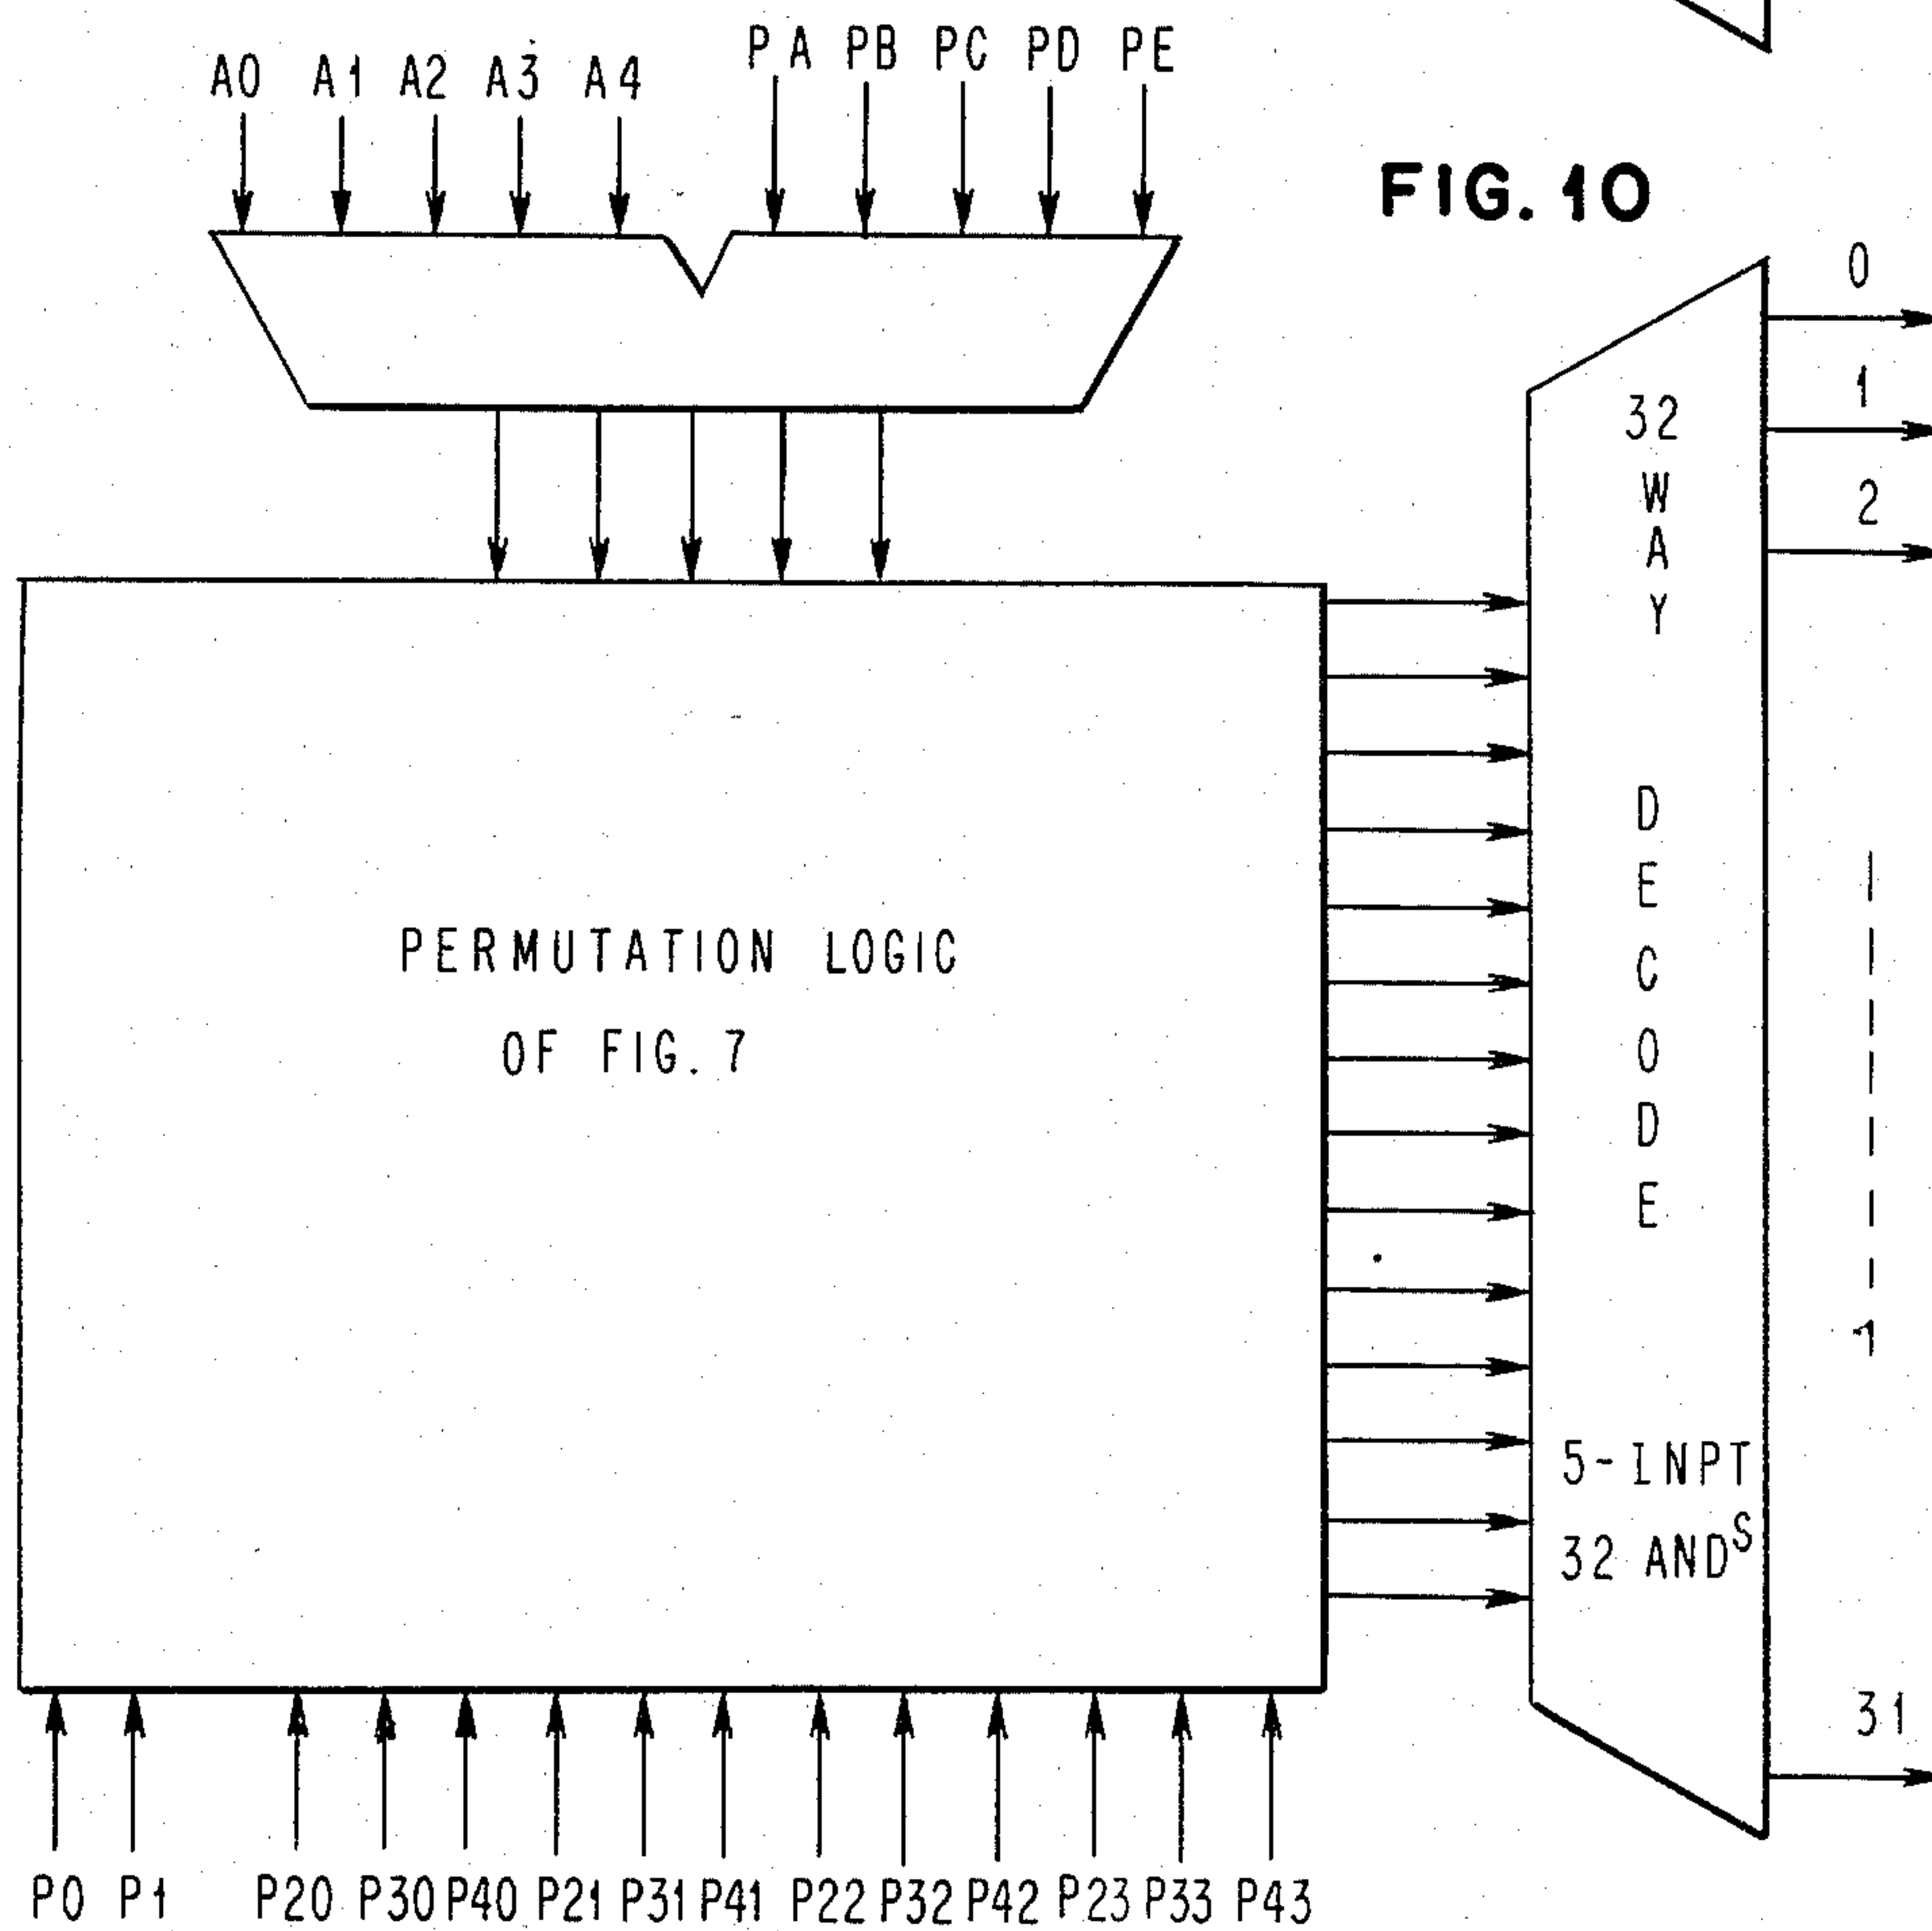 A0 A1 A2 A3 A4 PA PB PC PD PE
FIG. 10
0
1
2
31
32
WAY
DECODE
5-INPT
32 ANDS
PERMUTATION LOGIC
OF FIG. 7
P0 P1 P20 P30 P40 P21 P31 P41 P22 P32 P42 P23 P33 P43